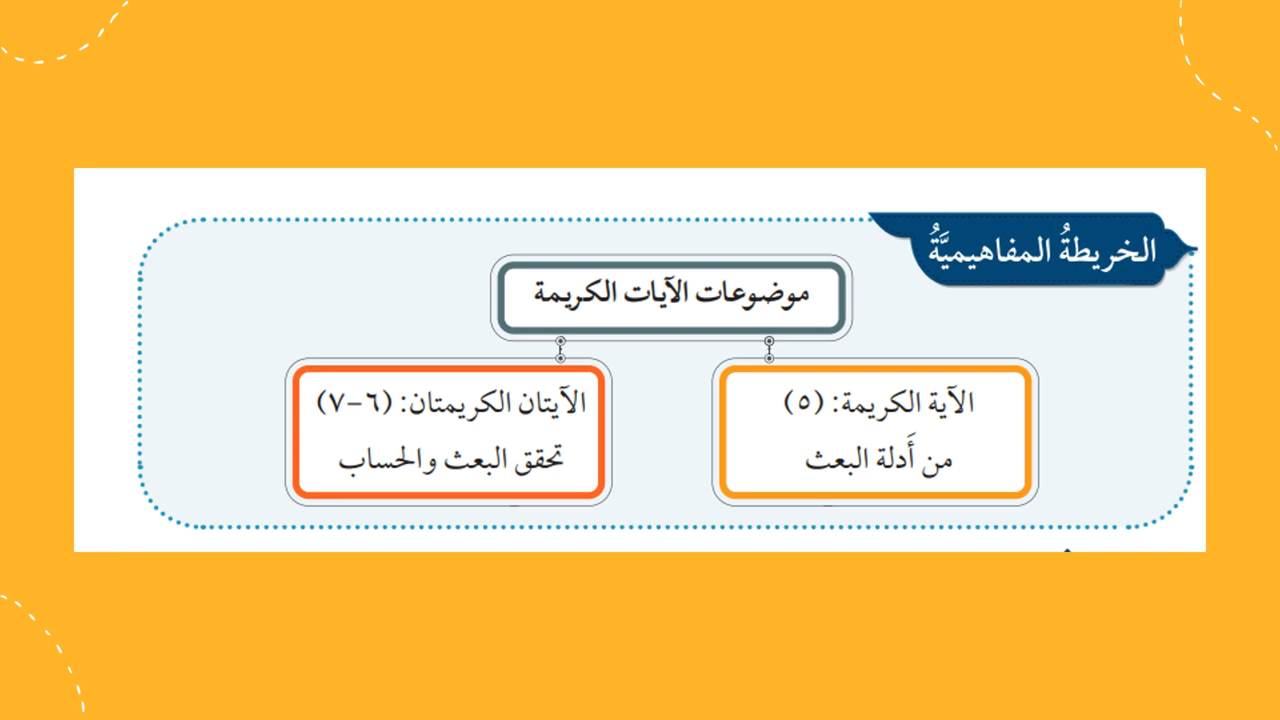 الخريطةُ المفاهيميَّةُ
موضوعات الآيات الكريمة
الآية الكريمة: (٥)
من أَدلة البعث
الآيتان الكريمتان: (٦-٧)
تحقق البعث والحساب